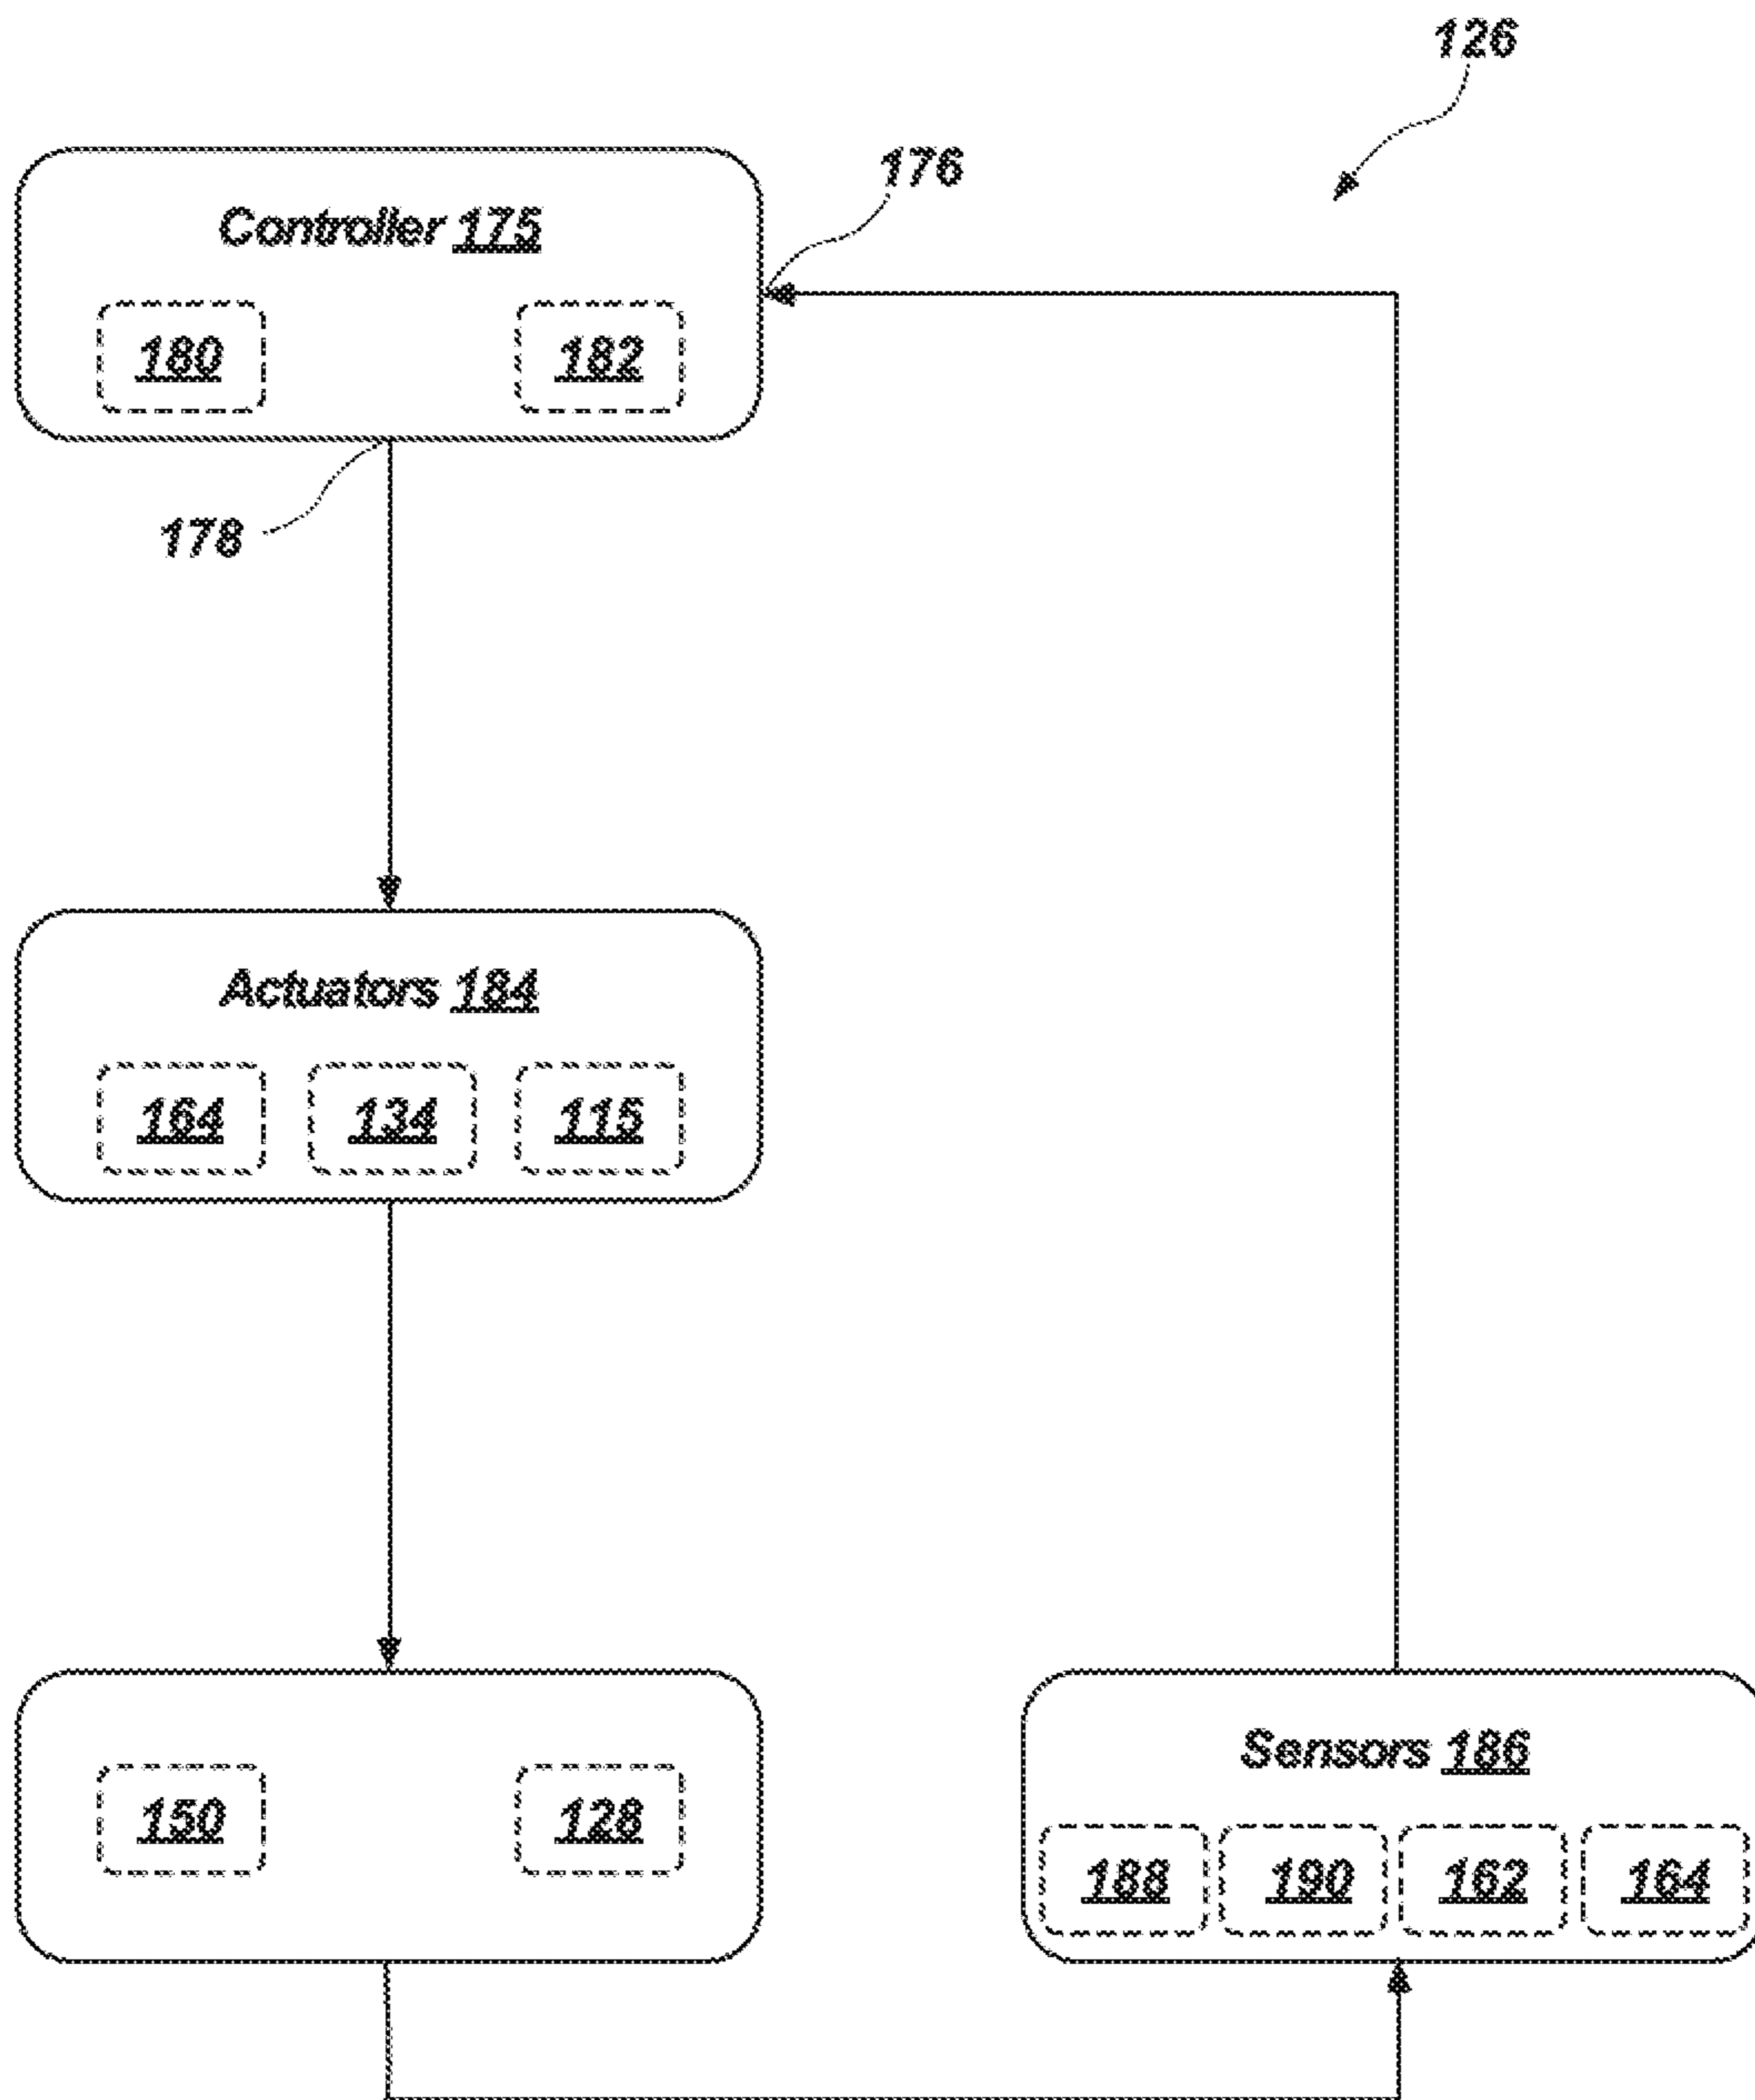 126
176
Controller 175
180 182
178
Actuators 184
164 134 115
150 128
Sensors 186
188 190 162 164